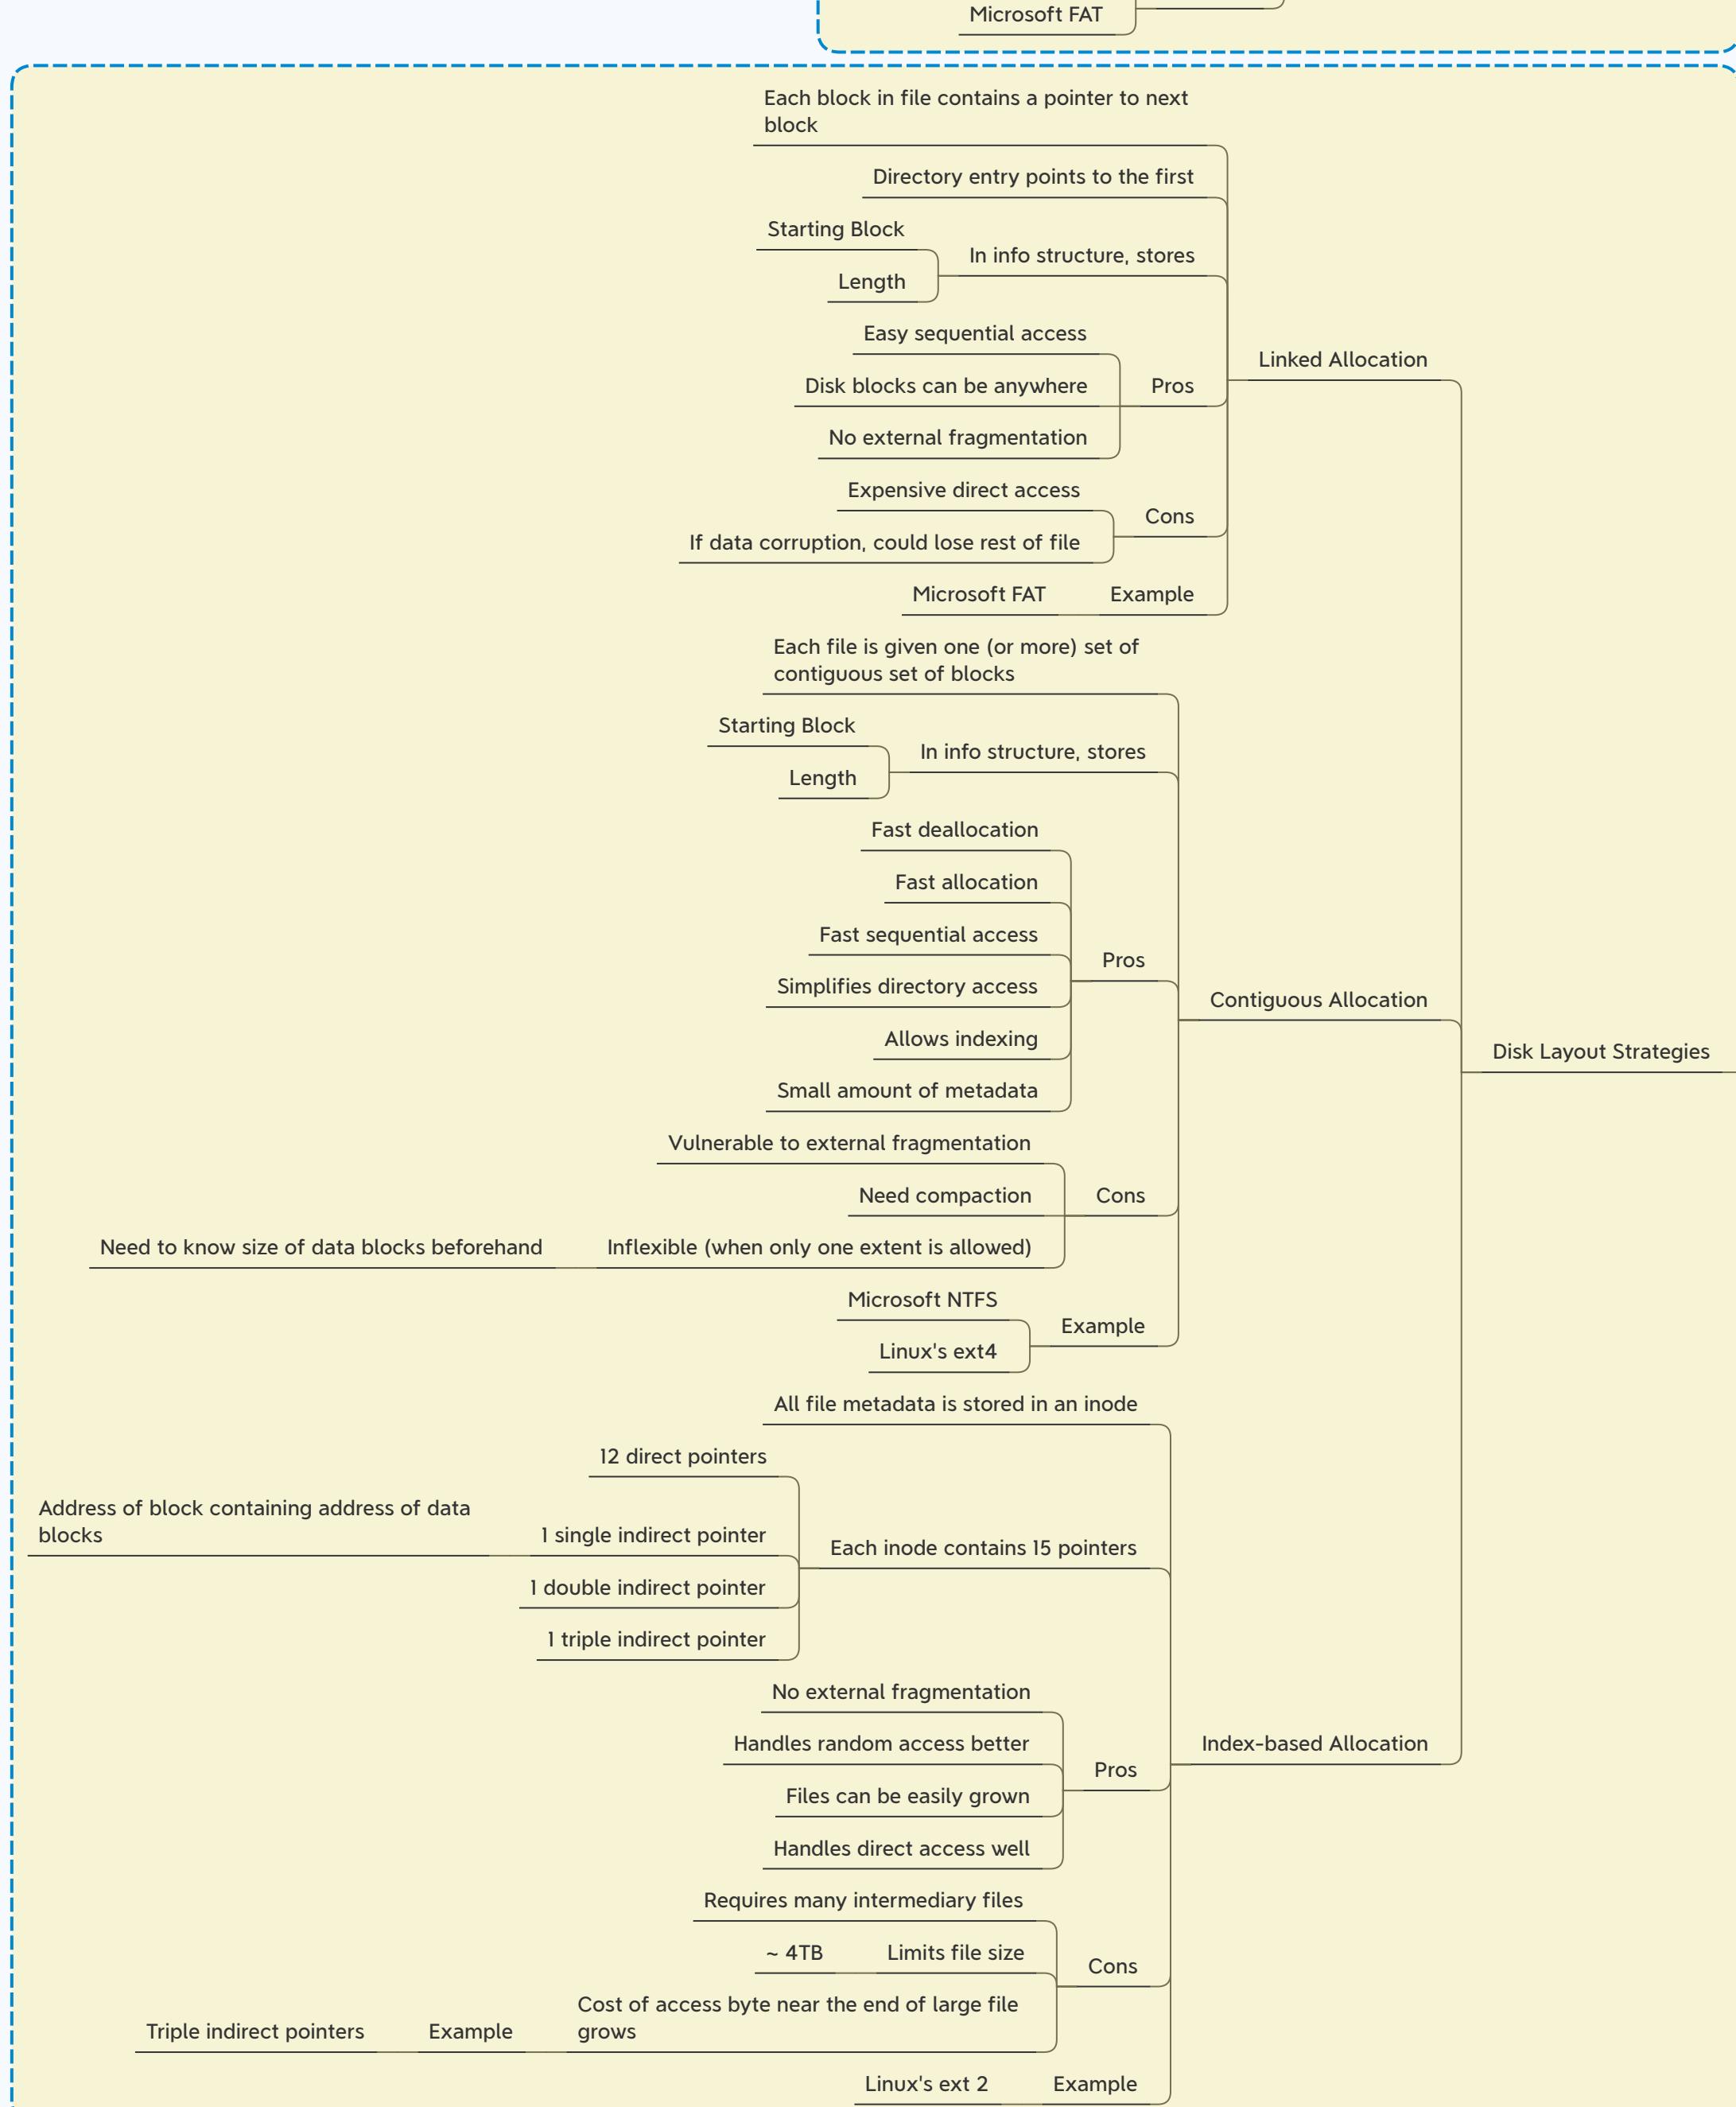 Microsoft FAT
Each block in file contains a pointer to next
block
Directory entry points to the first
Starting Block
In info structure, stores
Length
Easy sequential access
Linked Allocation
Disk blocks can be anywhere
Pros
No external fragmentation
Expensive direct access
Cons
If data corruption, could lose rest of file
Microsoft FAT
Example
Each file is given one (or more) set of
contiguous set of blocks
Starting Block
In info structure, stores
Length
Fast deallocation
Fast allocation
Fast sequential access
Pros
Simplifies directory access
Contiguous Allocation
Allows indexing
Disk Layout Strategies
Small amount of metadata
Vulnerable to external fragmentation
Need compaction
Cons
Need to know size of data blocks beforehand
Inflexible (when only one extent is allowed)
Microsoft NTFS
Example
Linux's ext4
All file metadata is stored in an inode
12 direct pointers
Address of block containing address of data
blocks
1 single indirect pointer
Each inode contains 15 pointers
1 double indirect pointer
1 triple indirect pointer
No external fragmentation
Handles random access better
Index-based Allocation
Pros
Files can be easily grown
Handles direct access well
Requires many intermediary files
~ 4TB
Limits file size
Cons
Cost of access byte near the end of large file
grows
Triple indirect pointers
Example
Linux's ext 2
Example